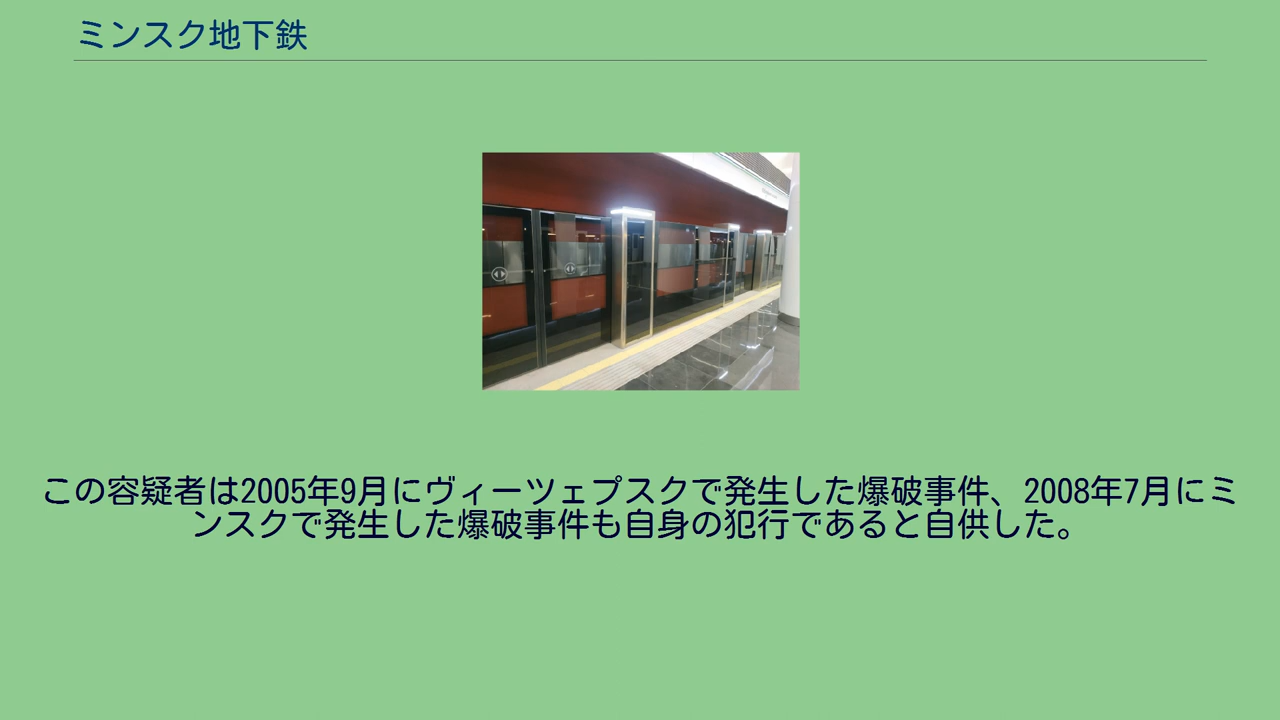 ミンスク地下鉄
この容疑者は2005年9月にヴィーツェプスクで発生した爆破事件、2008年7月にミ
ンスクで発生した爆破事件も自身の犯行であると自供した。